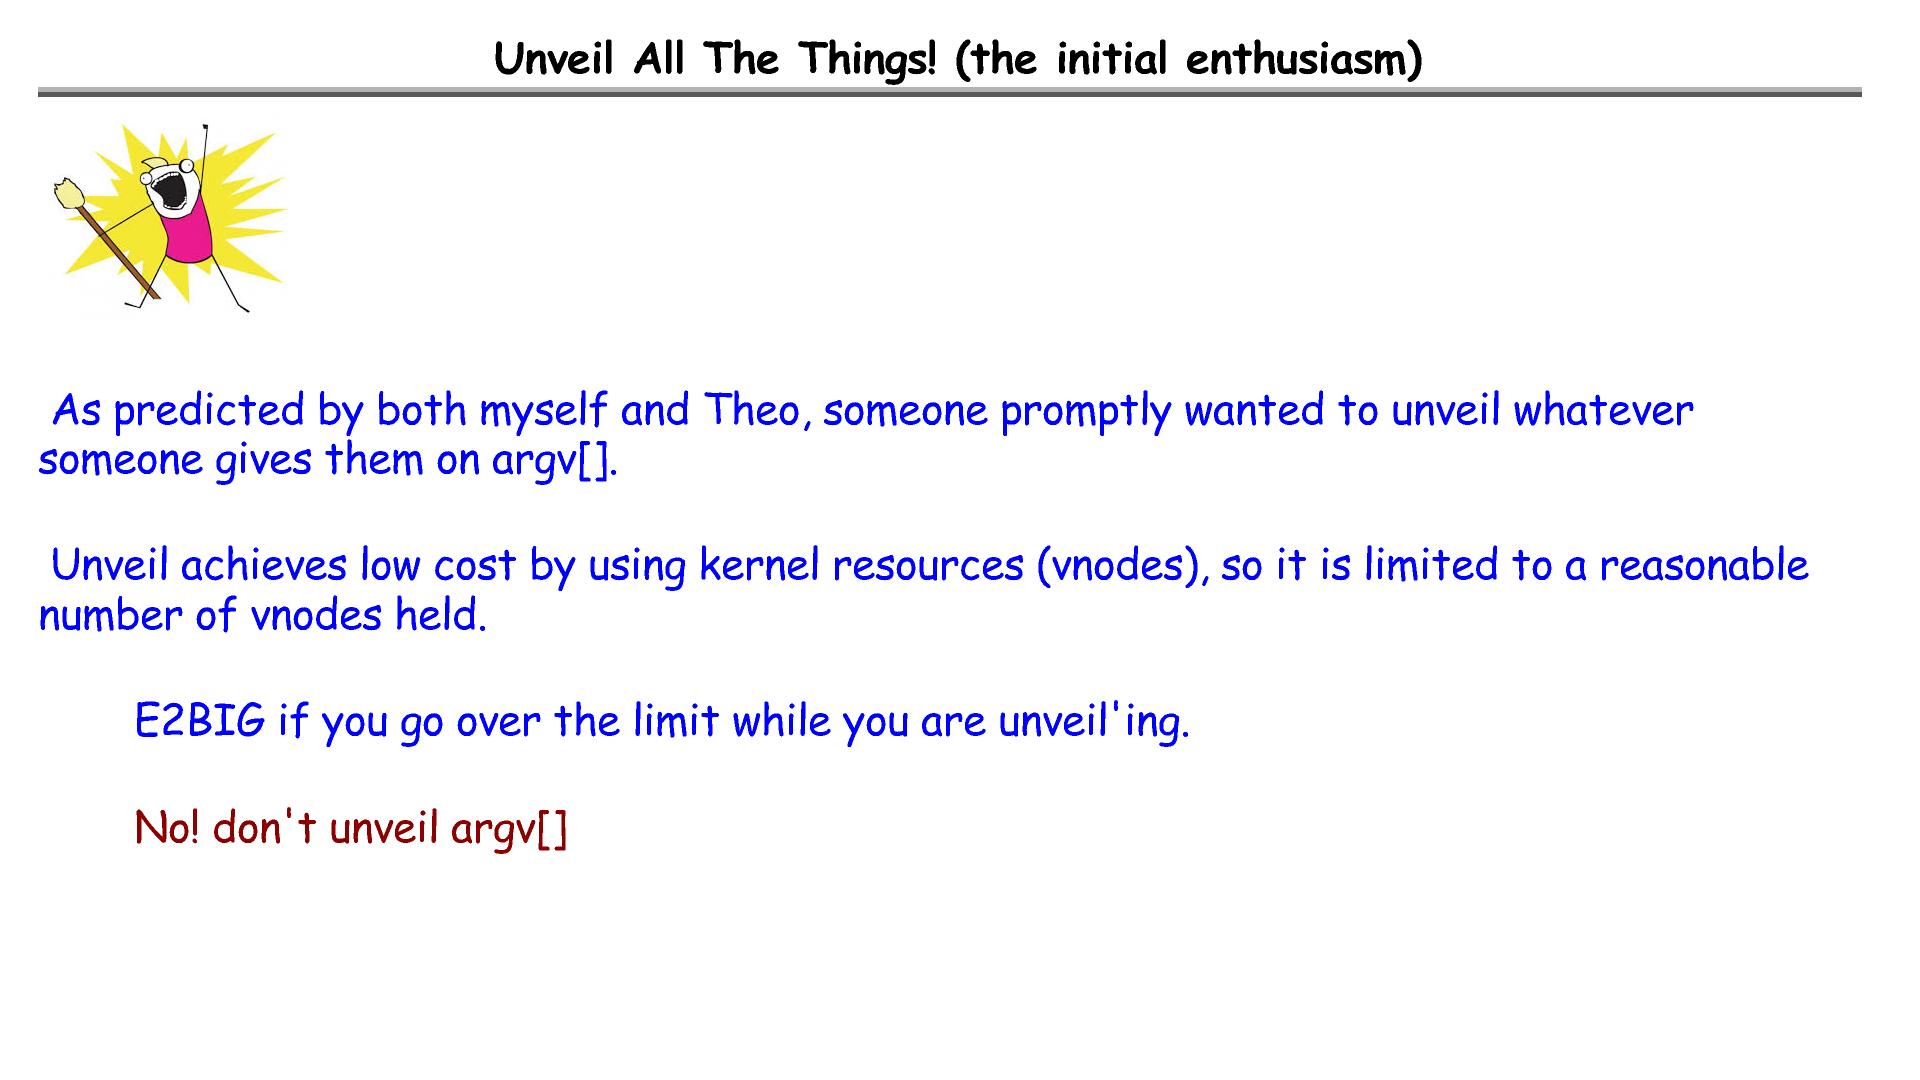 Unveil All The Things! (the initial enthusiasm)
As predicted by both myself and Theo, someone promptly wanted to unveil whatever
someone gives them on argv[].
Unveil achieves low cost by using kernel resources (vnodes), so it is limited to a reasonable
number of vnodes held.
E2BIG if you go over the limit while you are unveil'ing.
No! don't unveil argv[]